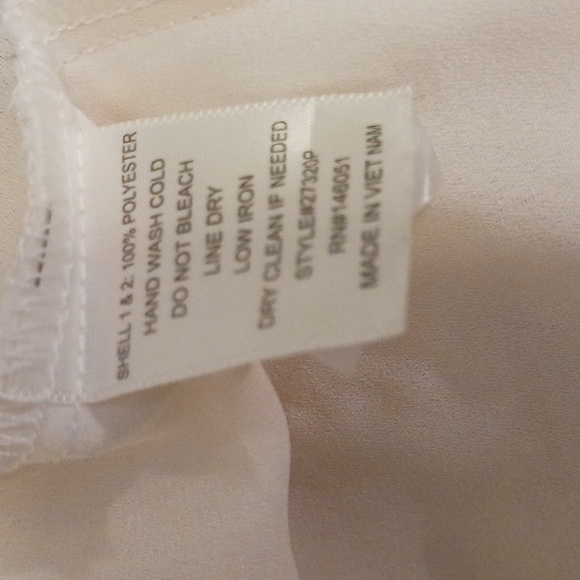 SHELL 1 & 2: 100% POLYESTER
HAND WASH COLD
DO NOT BLEACH
LINE DRY
LOW IRON
DRY CLEAN IF NEEDED
STYLE#27320P
RN#146051
MADE IN VIET NAM